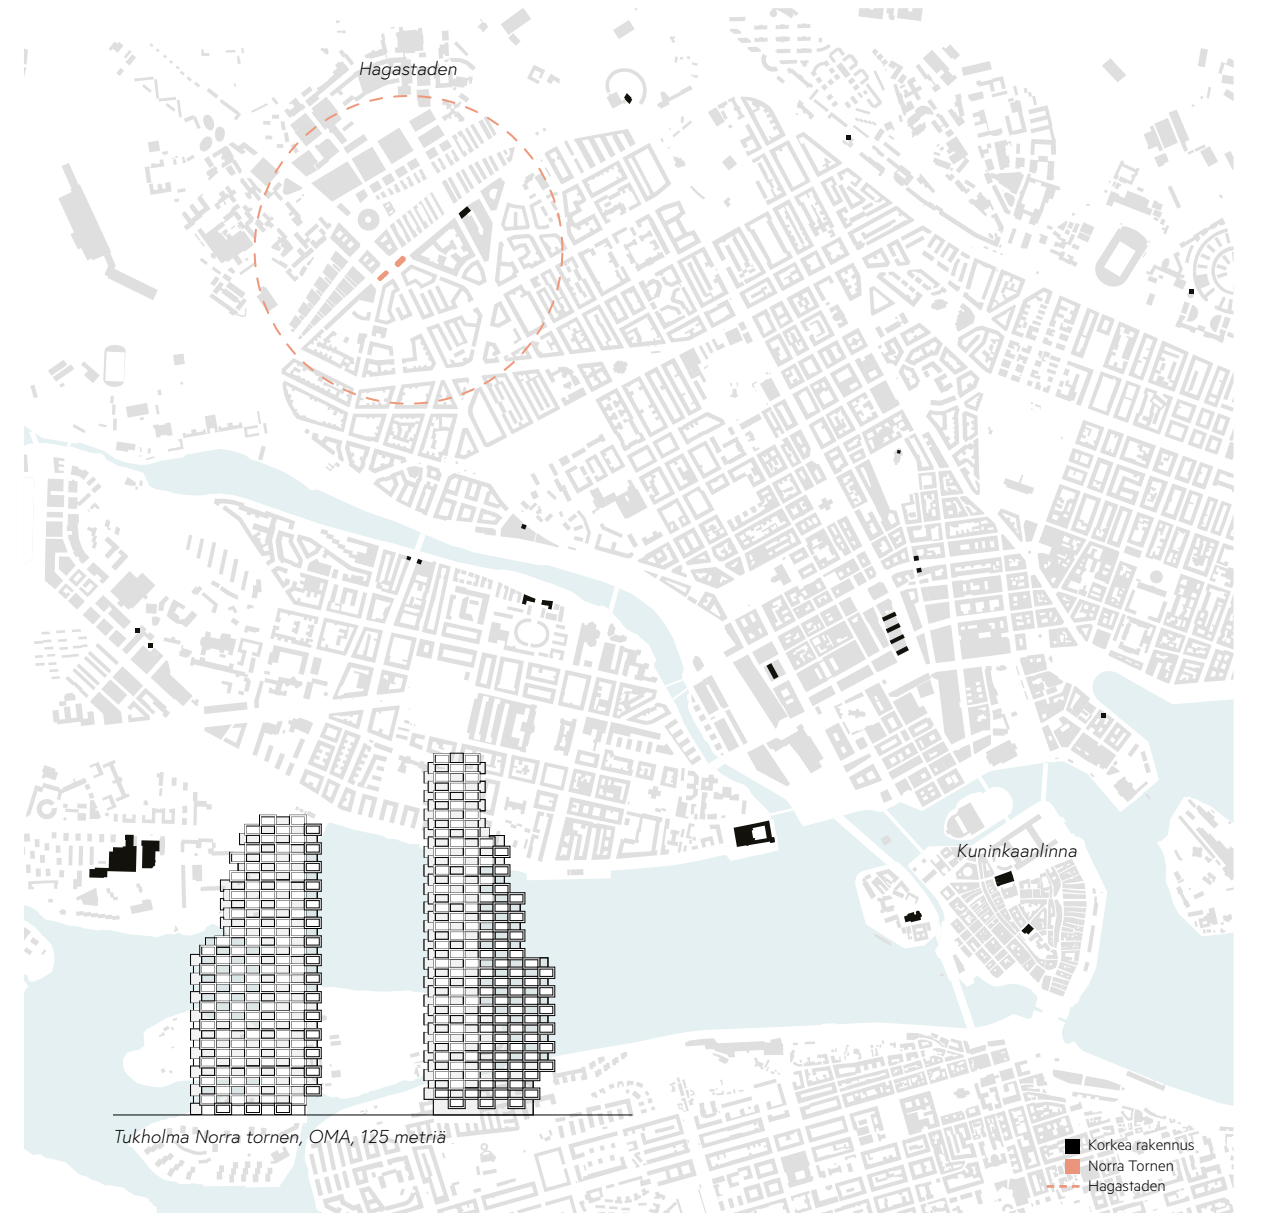 Hagastaden
Kuninkaanlinna
Tukholma Norra tornen, OMA, 125 metriä
Korkea rakennus
Norra Tornen
Hagastaden